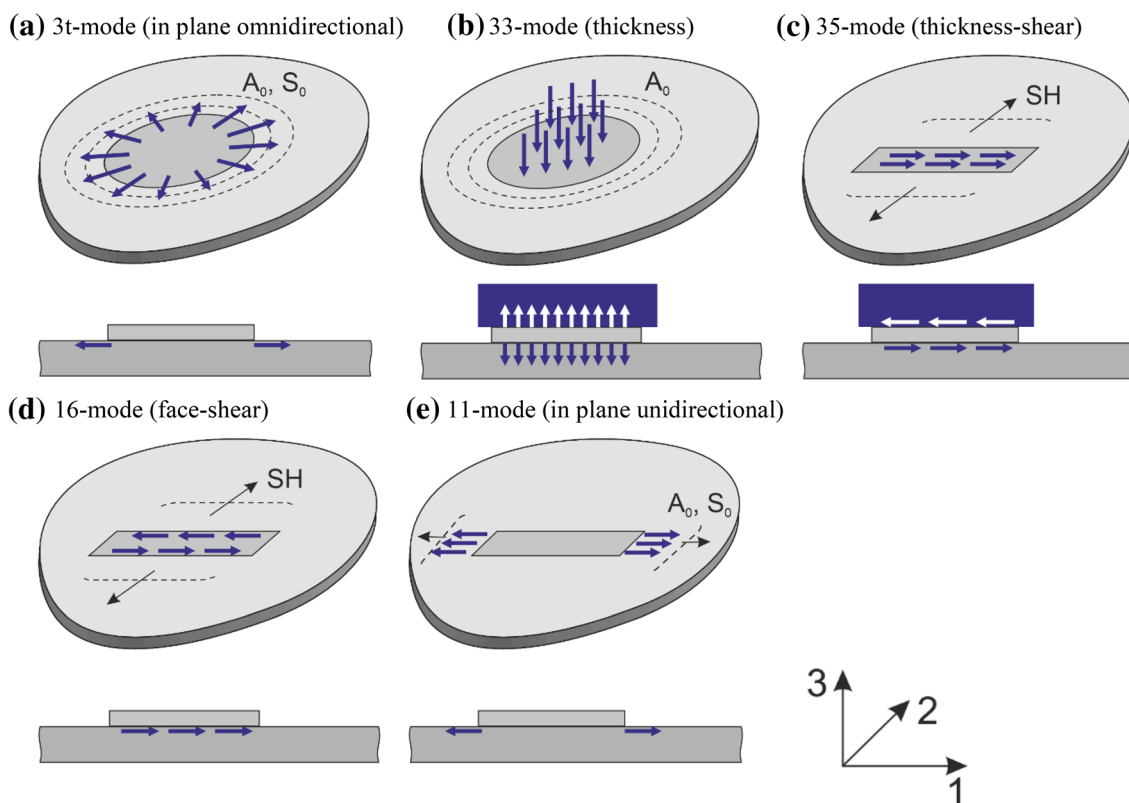 (a) 3t-mode (in plane omnidirectional)
A₀, S₀
(b) 33-mode (thickness)
A₀
(c) 35-mode (thickness-shear)
SH
(d) 16-mode (face-shear)
SH
(e) 11-mode (in plane unidirectional)
A₀, S₀
3
2
1